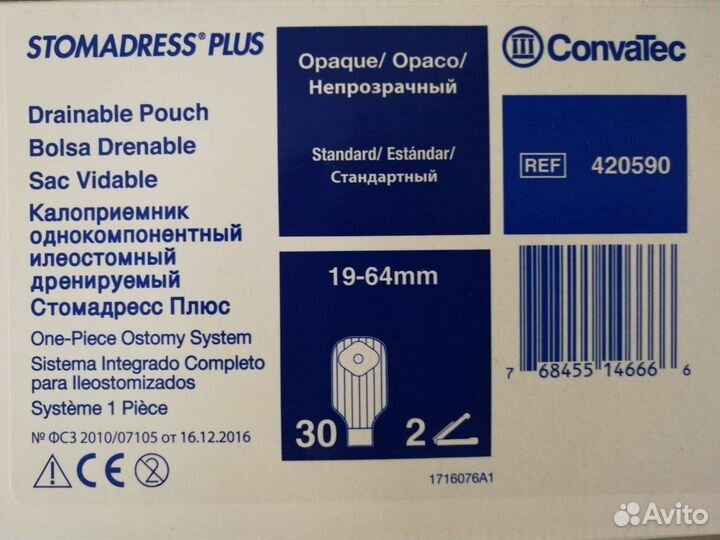 STOMADRESS® PLUS
Drainable Pouch
Bolsa Drenable
Sac Vidable
Калоприемник
однокомпонентный
илеостомный
дренируемый
Стомадресс Плюс
One-Piece Ostomy System
Sistema Integrado Completo
para Ileostomizados
Système 1 Pièce
№ ФСЗ 2010/07105 от 16.12.2016
CE
2
Opaque/ Opaco/
Непрозрачный
Standard/ Estándar/
Стандартный
19-64mm
30 2
1716076A1
ConvaTec
REF 420590
7 68455 14666 6
Avito